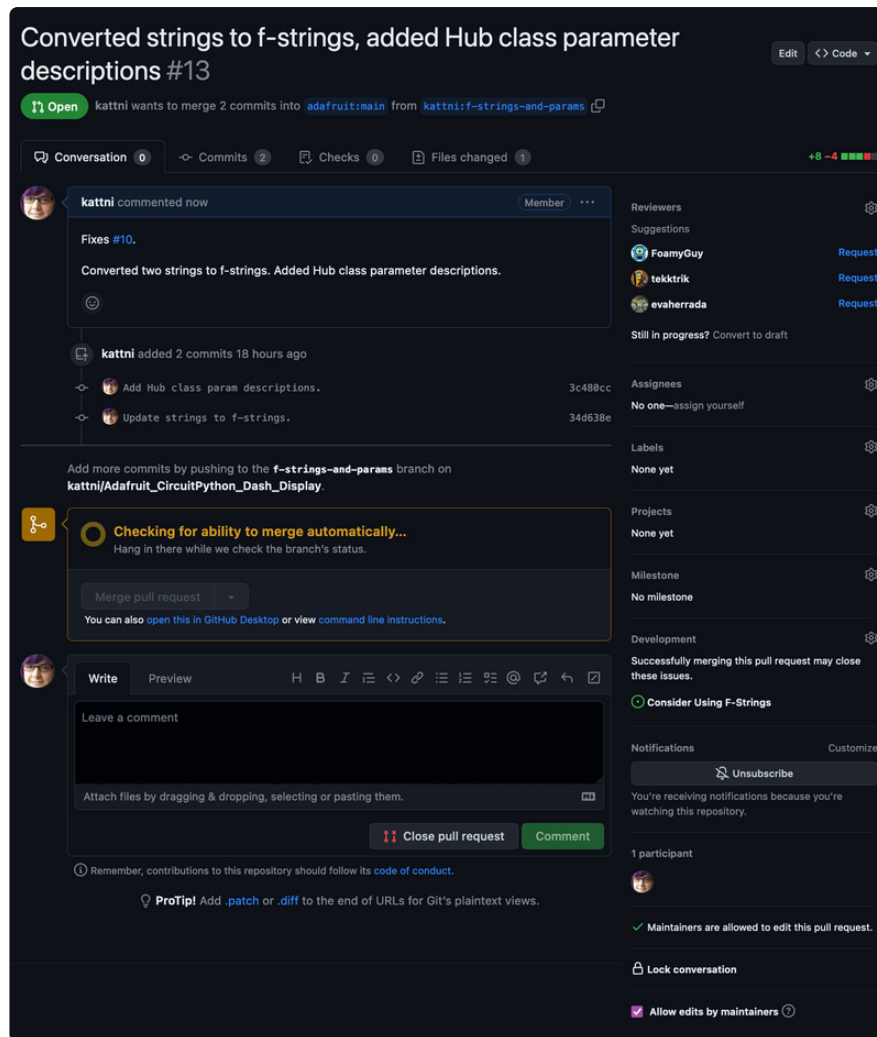 Converted strings to f-strings, added Hub class parameter
descriptions #13
Edit
<> Code
Open
kattni wants to merge 2 commits into adafruit:main from kattni:f-strings-and-params
Conversation 0
Commits 2
Checks 0
Files changed 1
+8 −4
kattni commented now
Member
Fixes #10.
Converted two strings to f-strings. Added Hub class parameter descriptions.
kattni added 2 commits 18 hours ago
Add Hub class param descriptions.
3c480cc
Update strings to f-strings.
34d638e
Add more commits by pushing to the f-strings-and-params branch on
kattni/Adafruit_CircuitPython_Dash_Display.
Checking for ability to merge automatically...
Hang in there while we check the branch's status.
Merge pull request
You can also open this in GitHub Desktop or view command line instructions.
Write
Preview
Leave a comment
Attach files by dragging & dropping, selecting or pasting them.
Close pull request
Comment
Remember, contributions to this repository should follow its code of conduct.
ProTip! Add .patch or .diff to the end of URLs for Git's plaintext views.
Reviewers
Suggestions
FoamyGuy
Request
tekktrik
Request
evaherrada
Request
Still in progress? Convert to draft
Assignees
No one—assign yourself
Labels
None yet
Projects
None yet
Milestone
No milestone
Development
Successfully merging this pull request may close
these issues.
Consider Using F-Strings
Notifications
Customize
Unsubscribe
You're receiving notifications because you're
watching this repository.
1 participant
Maintainers are allowed to edit this pull request.
Lock conversation
Allow edits by maintainers